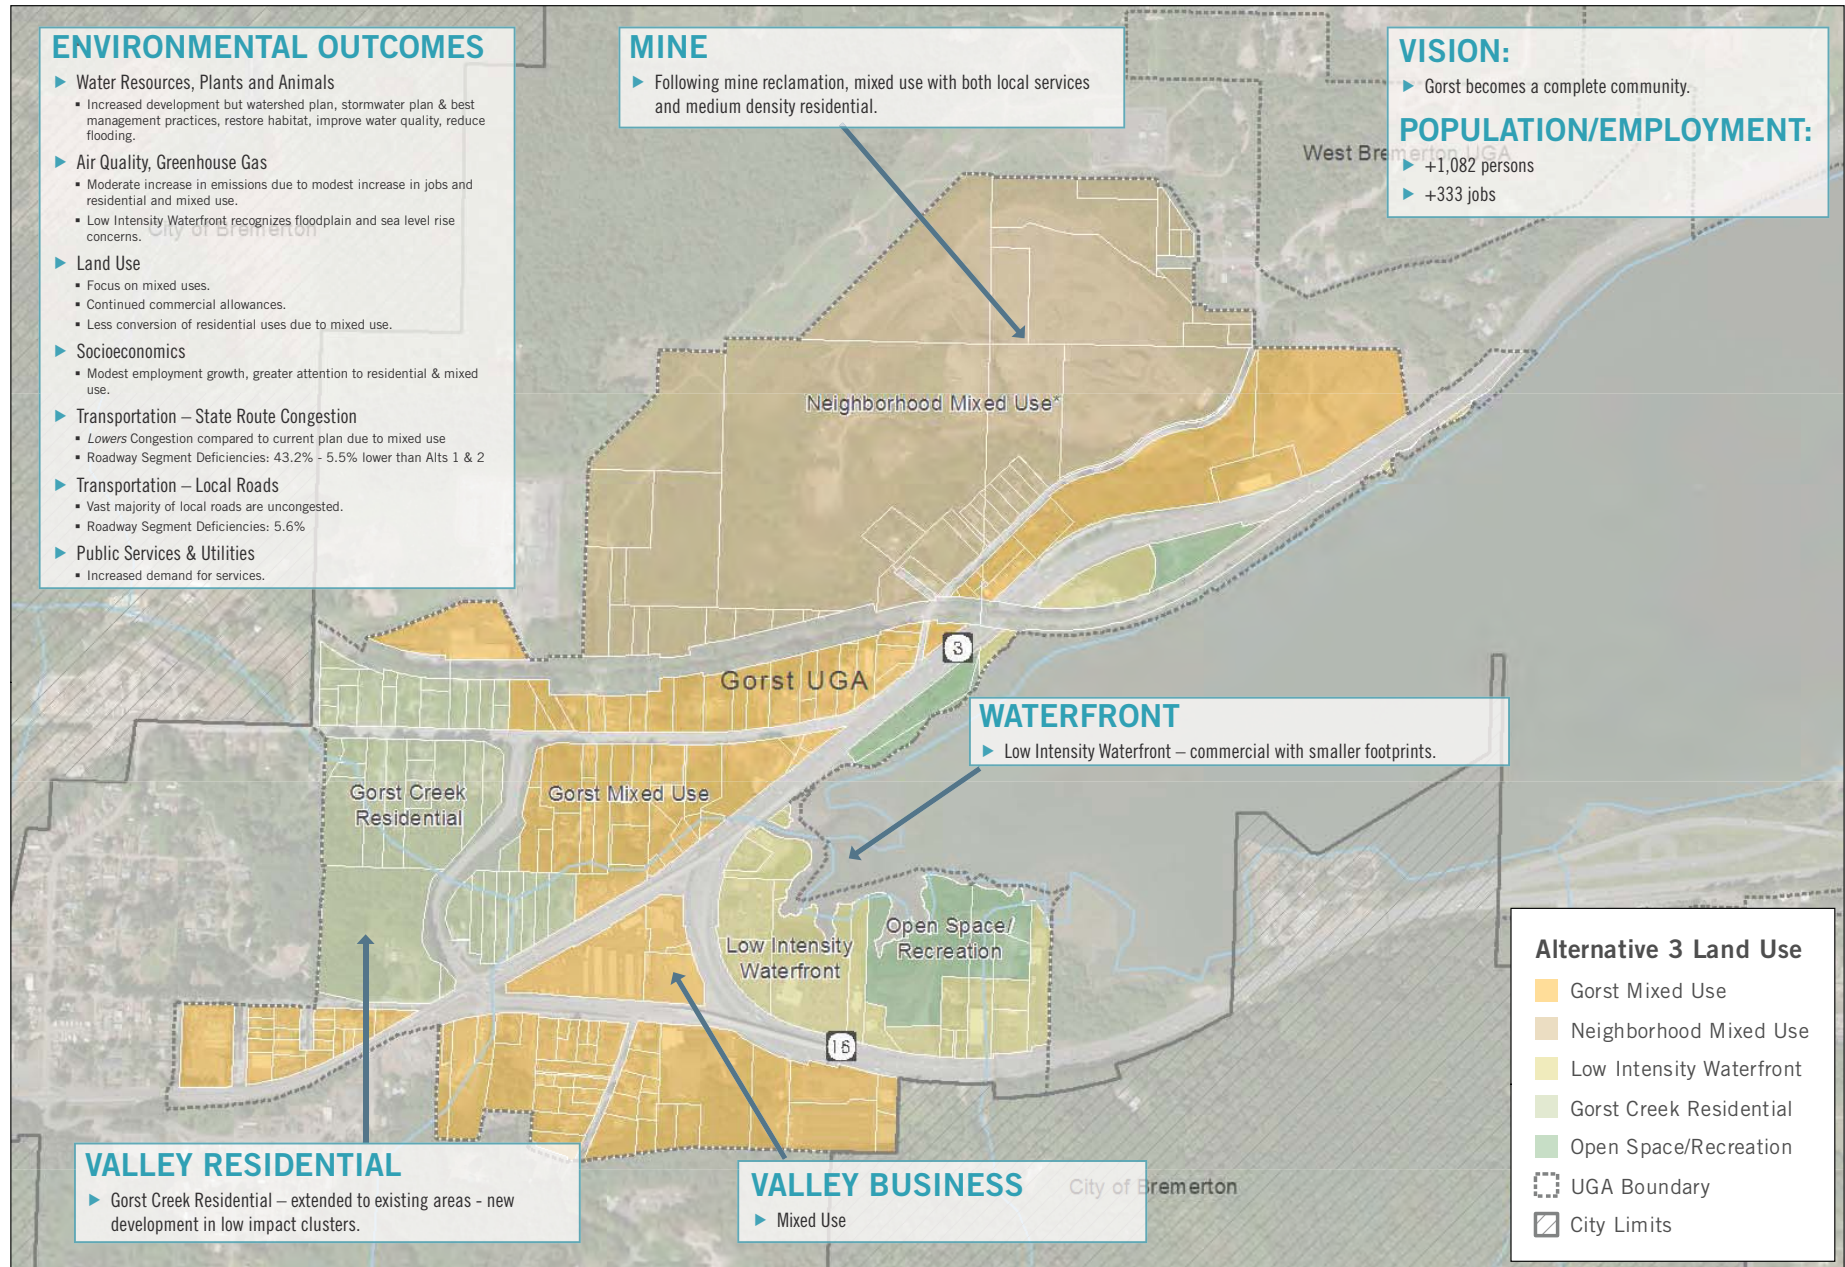 ENVIRONMENTAL OUTCOMES
▶ Water Resources, Plants and Animals
▪ Increased development but watershed plan, stormwater plan & best
management practices, restore habitat, improve water quality, reduce
flooding.
▶ Air Quality, Greenhouse Gas
▪ Moderate increase in emissions due to modest increase in jobs and
residential and mixed use.
▪ Low Intensity Waterfront recognizes floodplain and sea level rise
concerns.
City of Bremerton
▶ Land Use
▪ Focus on mixed uses.
▪ Continued commercial allowances.
▪ Less conversion of residential uses due to mixed use.
▶ Socioeconomics
▪ Modest employment growth, greater attention to residential & mixed
use.
▶ Transportation – State Route Congestion
▪ Lowers Congestion compared to current plan due to mixed use
▪ Roadway Segment Deficiencies: 43.2% - 5.5% lower than Alts 1 & 2
▶ Transportation – Local Roads
▪ Vast majority of local roads are uncongested.
▪ Roadway Segment Deficiencies: 5.6%
▶ Public Services & Utilities
▪ Increased demand for services.
MINE
▶ Following mine reclamation, mixed use with both local services
and medium density residential.
VISION:
▶ Gorst becomes a complete community.
POPULATION/EMPLOYMENT:
▶ +1,082 persons
▶ +333 jobs
West Bremerton UGA
Neighborhood Mixed Use*
3
Gorst UGA
WATERFRONT
▶ Low Intensity Waterfront – commercial with smaller footprints.
Gorst Creek
Residential
Gorst Mixed Use
Low Intensity
Waterfront
Open Space/
Recreation
16
VALLEY RESIDENTIAL
▶ Gorst Creek Residential – extended to existing areas - new
development in low impact clusters.
VALLEY BUSINESS
▶ Mixed Use
City of Bremerton
Alternative 3 Land Use
Gorst Mixed Use
Neighborhood Mixed Use
Low Intensity Waterfront
Gorst Creek Residential
Open Space/Recreation
UGA Boundary
City Limits